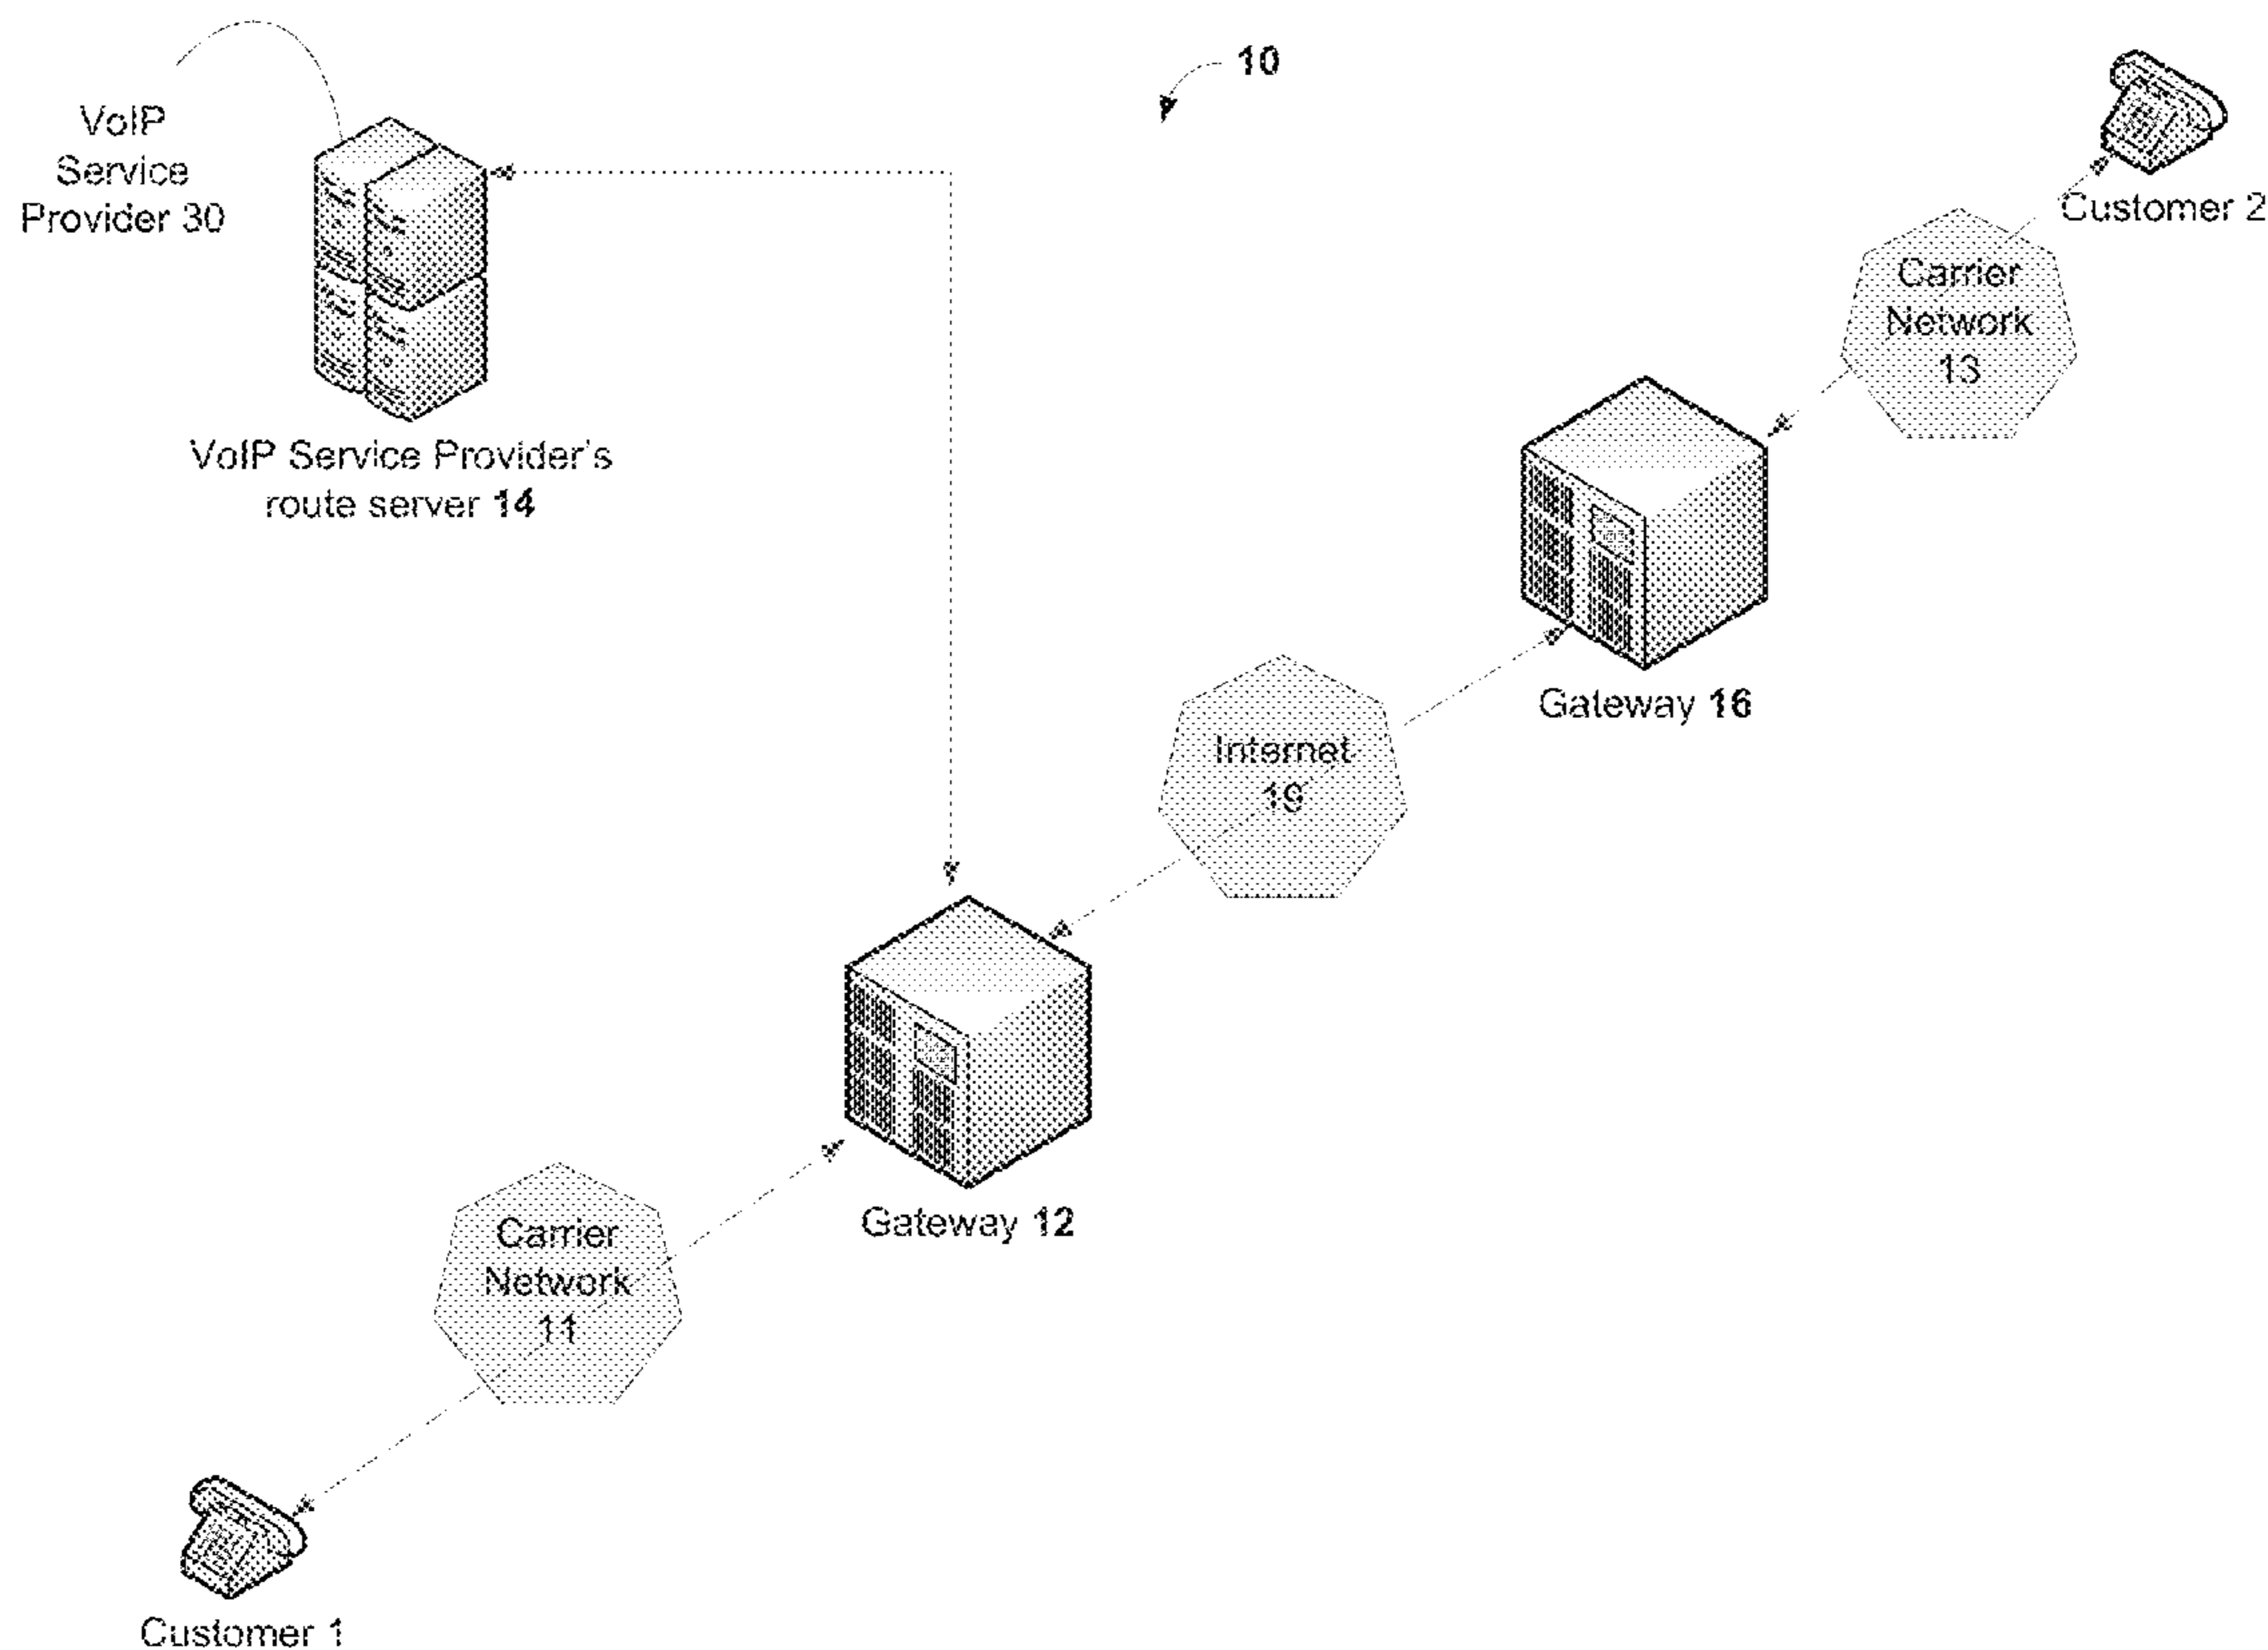 10
VoIP
Service
Provider 30
Customer 2
Carrier
Network
13
VoIP Service Provider's
route server 14
Gateway 16
Internet
19
Gateway 12
Carrier
Network
11
Customer 1